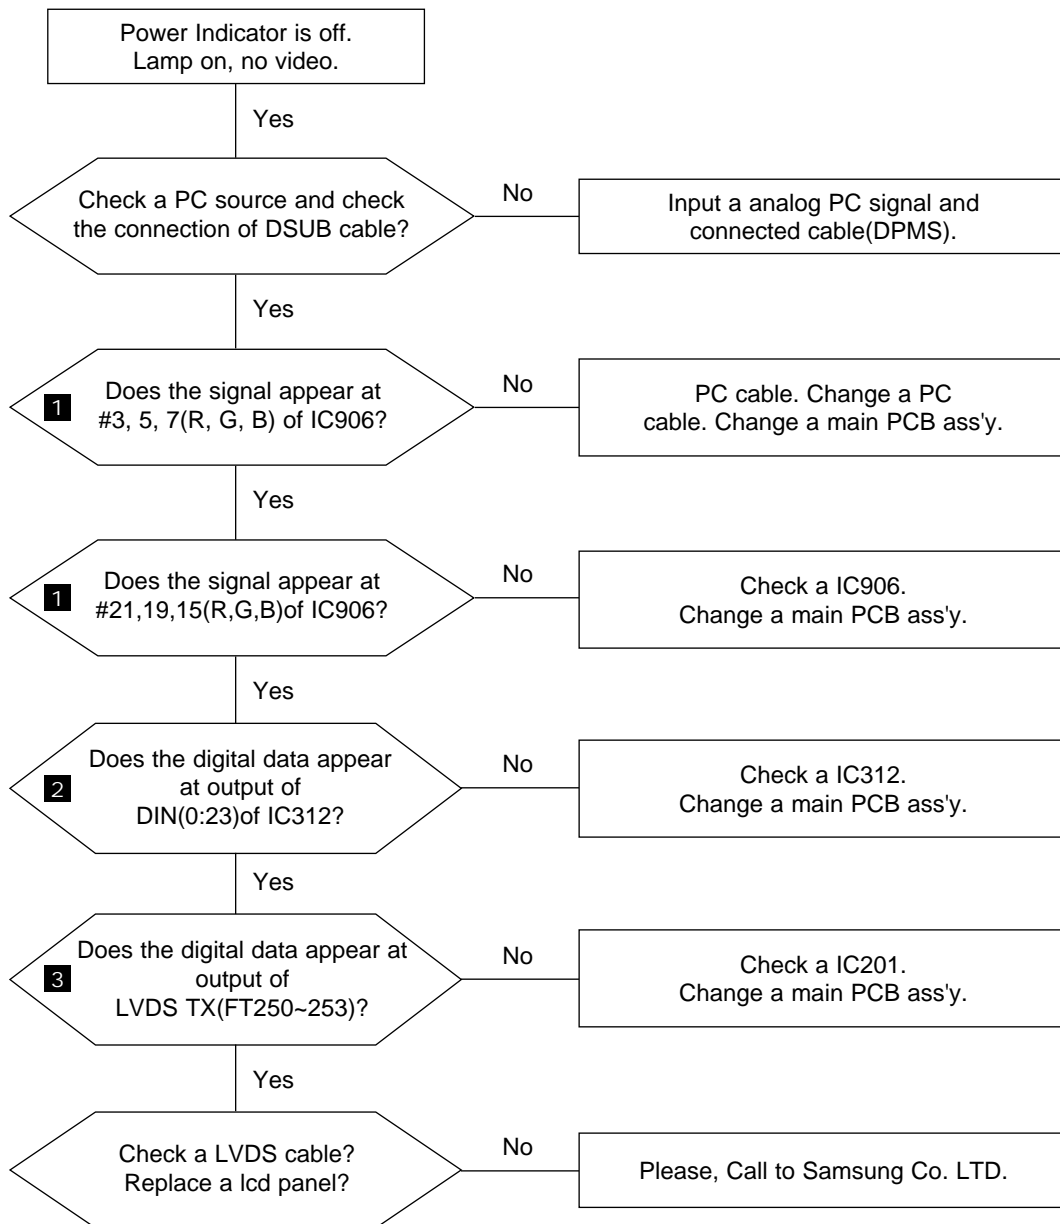 Power Indicator is off.
Lamp on, no video.
Yes
Check a PC source and check
the connection of DSUB cable?
No
Input a analog PC signal and
connected cable(DPMS).
Yes
1
Does the signal appear at
#3, 5, 7(R, G, B) of IC906?
No
PC cable. Change a PC
cable. Change a main PCB ass'y.
Yes
1
Does the signal appear at
#21,19,15(R,G,B)of IC906?
No
Check a IC906.
Change a main PCB ass'y.
Yes
2
Does the digital data appear
at output of
DIN(0:23)of IC312?
No
Check a IC312.
Change a main PCB ass'y.
Yes
3
Does the digital data appear at
output of
LVDS TX(FT250~253)?
No
Check a IC201.
Change a main PCB ass'y.
Yes
Check a LVDS cable?
Replace a lcd panel?
No
Please, Call to Samsung Co. LTD.